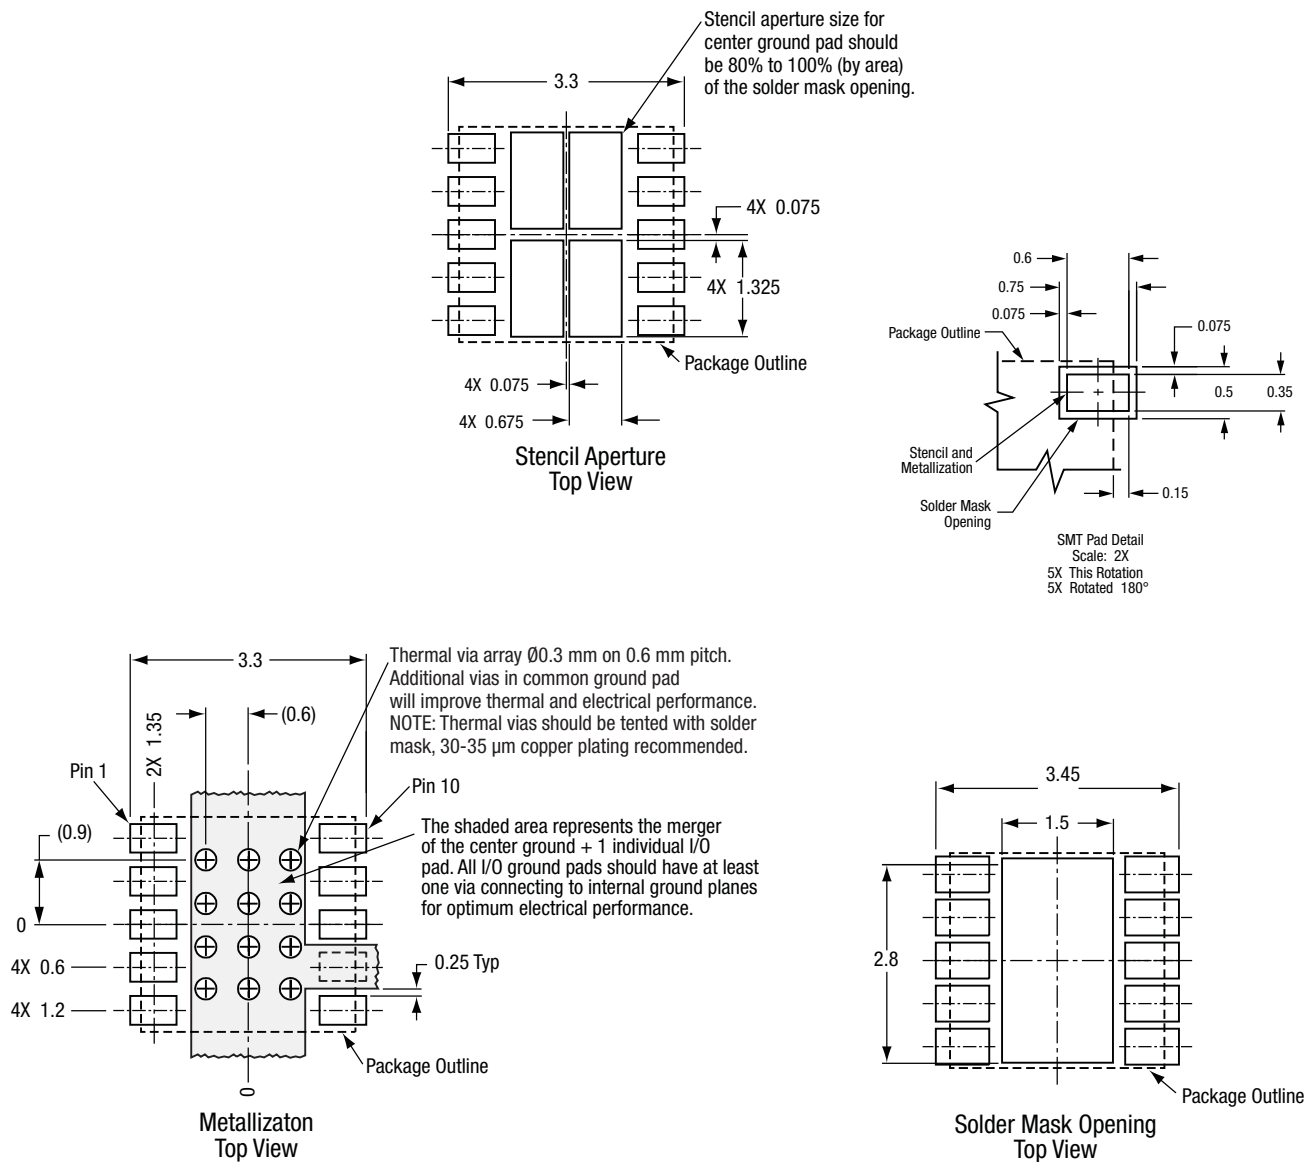 Stencil aperture size for
center ground pad should
be 80% to 100% (by area)
of the solder mask opening.
3.3
4X 0.075
4X 1.325
Package Outline
4X 0.075
4X 0.675
Stencil Aperture
Top View
0.6
0.75
0.075
0.075
Package Outline
0.5
0.35
Stencil and
Metallization
0.15
Solder Mask
Opening
SMT Pad Detail
Scale: 2X
5X This Rotation
5X Rotated 180°
3.3
Thermal via array Ø0.3 mm on 0.6 mm pitch.
Additional vias in common ground pad
will improve thermal and electrical performance.
NOTE: Thermal vias should be tented with solder
mask, 30-35 µm copper plating recommended.
(0.6)
2X 1.35
Pin 1
Pin 10
(0.9)
The shaded area represents the merger
of the center ground + 1 individual I/O
pad. All I/O ground pads should have at least
one via connecting to internal ground planes
for optimum electrical performance.
0
4X 0.6
0.25 Typ
4X 1.2
Package Outline
0
Metallizaton
Top View
3.45
1.5
2.8
Package Outline
Solder Mask Opening
Top View